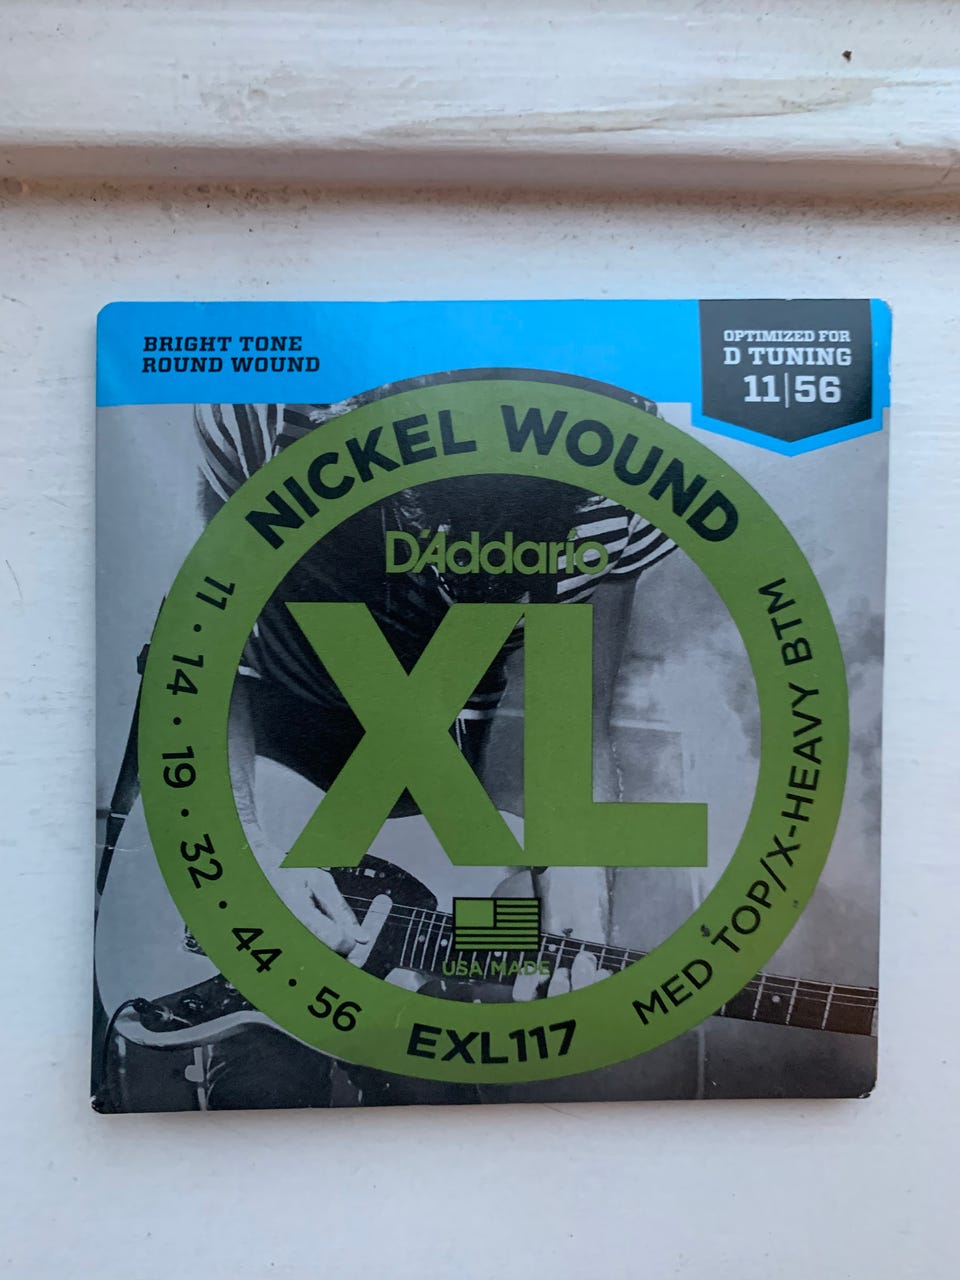 BRIGHT TONE
ROUND WOUND
OPTIMIZED FOR
D TUNING
11|56
NICKEL WOUND
D'Addario
XL
USA MADE
11 · 14 · 19 · 32 · 44 · 56
EXL117
MED TOP/X-HEAVY BTM